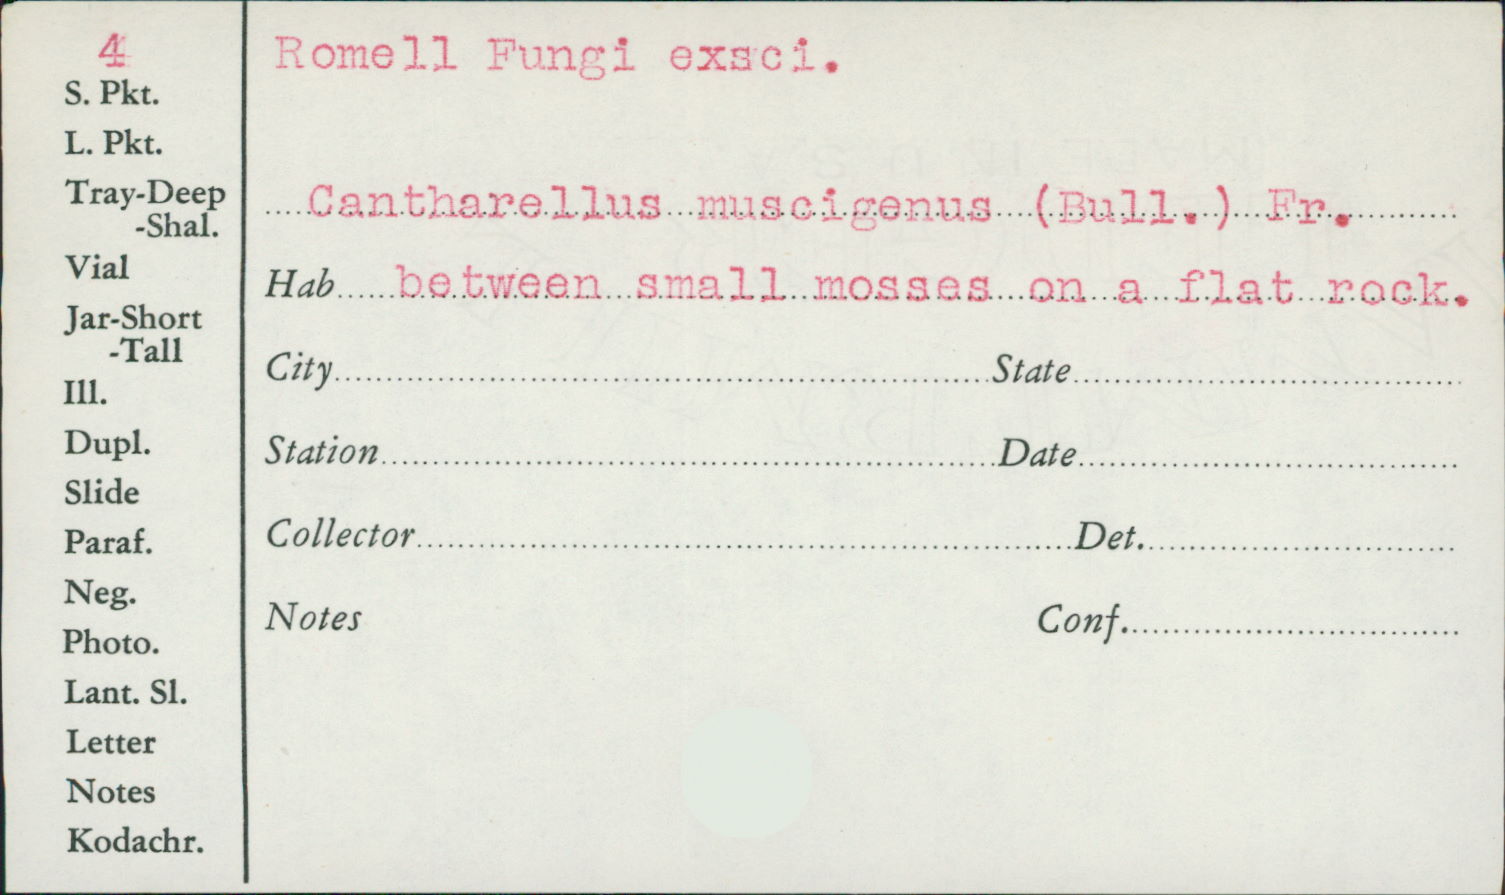 4
Romell Fungi exsci.
S. Pkt.
L. Pkt.
Tray-Deep
-Shal.
Cantharellus muscigenus (Bull.) Fr.
Vial
Hab between small mosses on a flat rock.
Jar-Short
-Tall
City State
Ill.
Dupl.
Station Date
Slide
Paraf.
Collector Det.
Neg.
Notes Conf.
Photo.
Lant. Sl.
Letter
Notes
Kodachr.